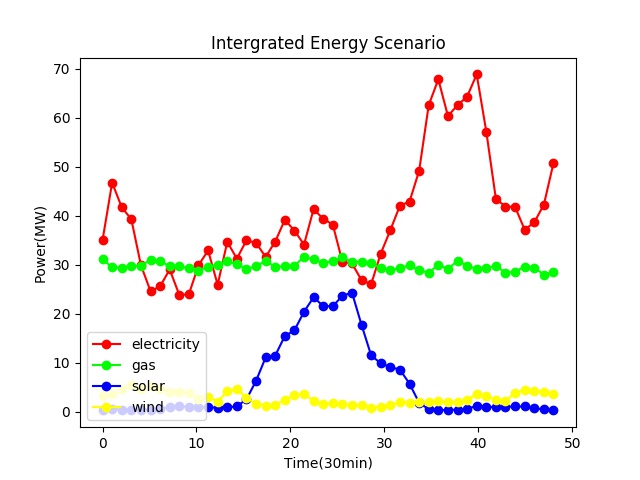 Intergrated Energy Scenario
Power(MW)
70
60
50
40
30
20
10
0
electricity
gas
solar
wind
0 10 20 30 40 50
Time(30min)